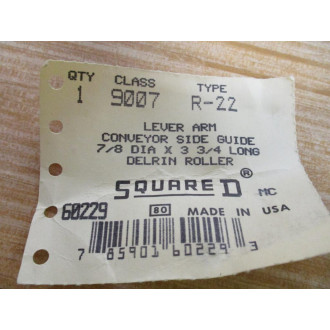 QTY CLASS TYPE
1 9007 R-22
LEVER ARM
CONVEYOR SIDE GUIDE
7/8 DIA X 3 3/4 LONG
DELRIN ROLLER
SQUARE D ® MC
60229 80 MADE IN USA
7 85901 60229 3